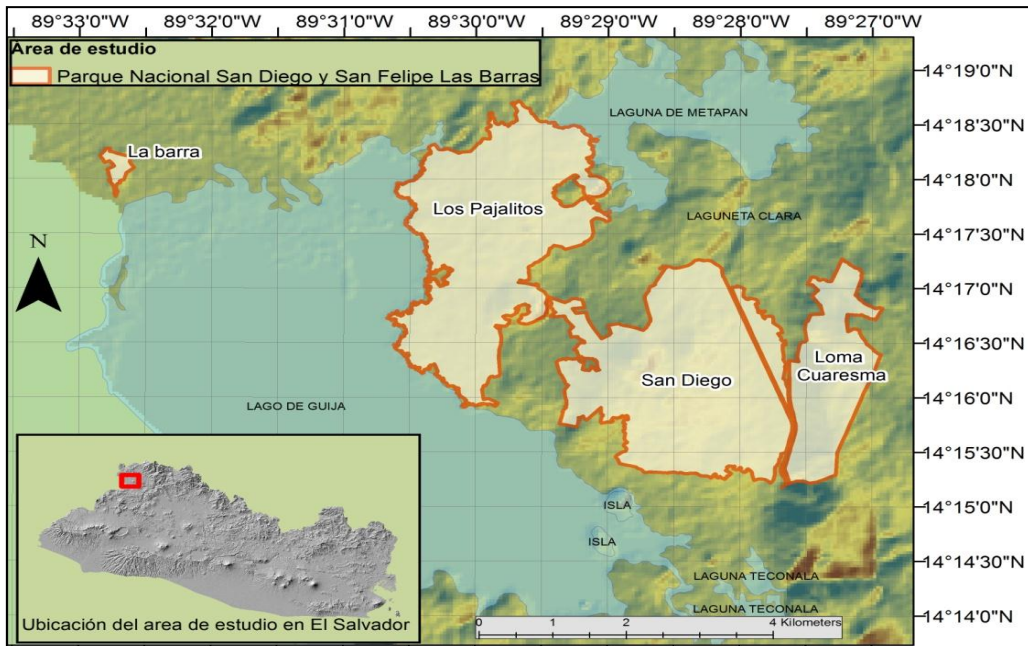 89°33'0"W 89°32'0"W 89°31'0"W 89°30'0"W 89°29'0"W 89°28'0"W 89°27'0"W
Área de estudio
Parque Nacional San Diego y San Felipe Las Barras
14°19'0"N
LAGUNA DE METAPAN
14°18'30"N
La barra
14°18'0"N
Los Pajalitos
LAGUNETA CLARA
14°17'30"N
N
14°17'0"N
14°16'30"N
Loma
Cuaresma
San Diego
14°16'0"N
LAGO DE GUIJA
14°15'30"N
14°15'0"N
ISLA
ISLA
14°14'30"N
LAGUNA TECONALA
LAGUNA TECONALA
14°14'0"N
Ubicación del area de estudio en El Salvador
0 1 2 4 Kilometers